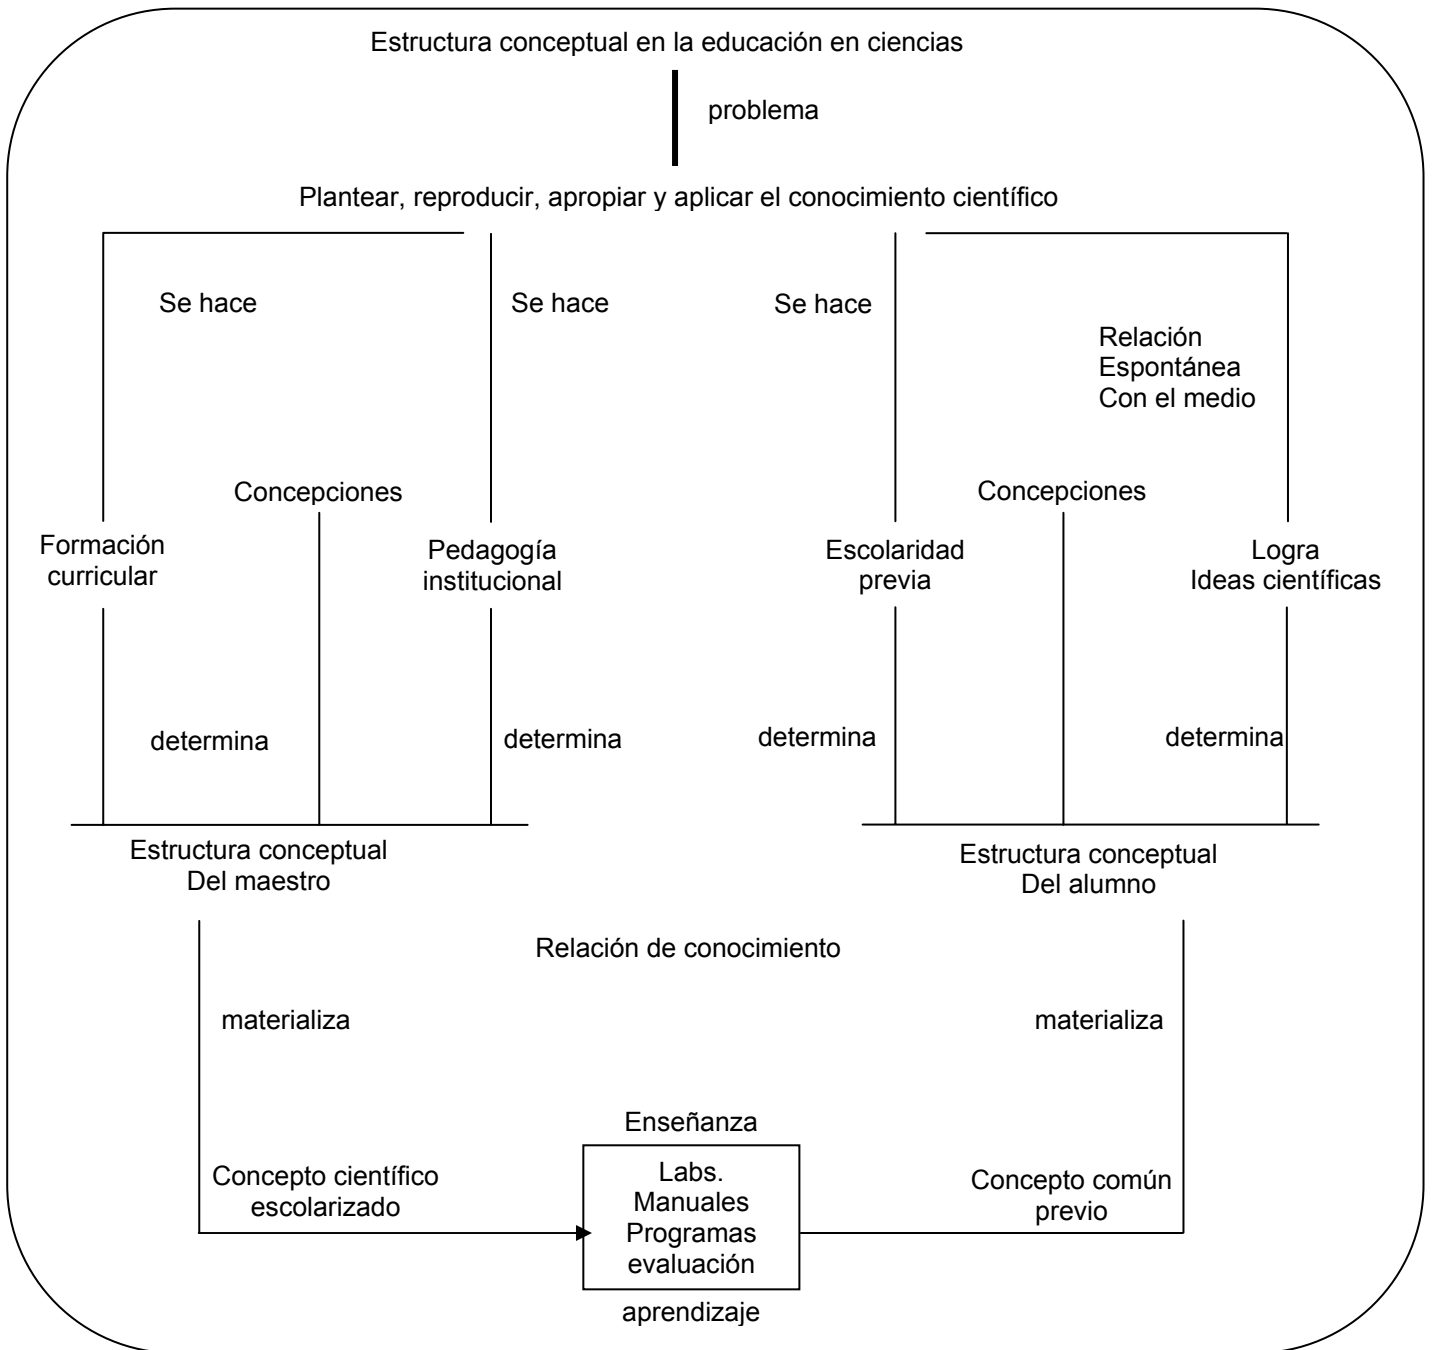 Estructura conceptual en la educación en ciencias
problema
Plantear, reproducir, apropiar y aplicar el conocimiento científico
Se hace
Se hace
Se hace
Relación
Espontánea
Con el medio
Concepciones
Concepciones
Formación
curricular
Pedagogía
institucional
Escolaridad
previa
Logra
Ideas científicas
determina
determina
determina
determina
Estructura conceptual
Del maestro
Estructura conceptual
Del alumno
Relación de conocimiento
materializa
materializa
Enseñanza
Concepto científico
escolarizado
Labs.
Manuales
Programas
evaluación
Concepto común
previo
aprendizaje